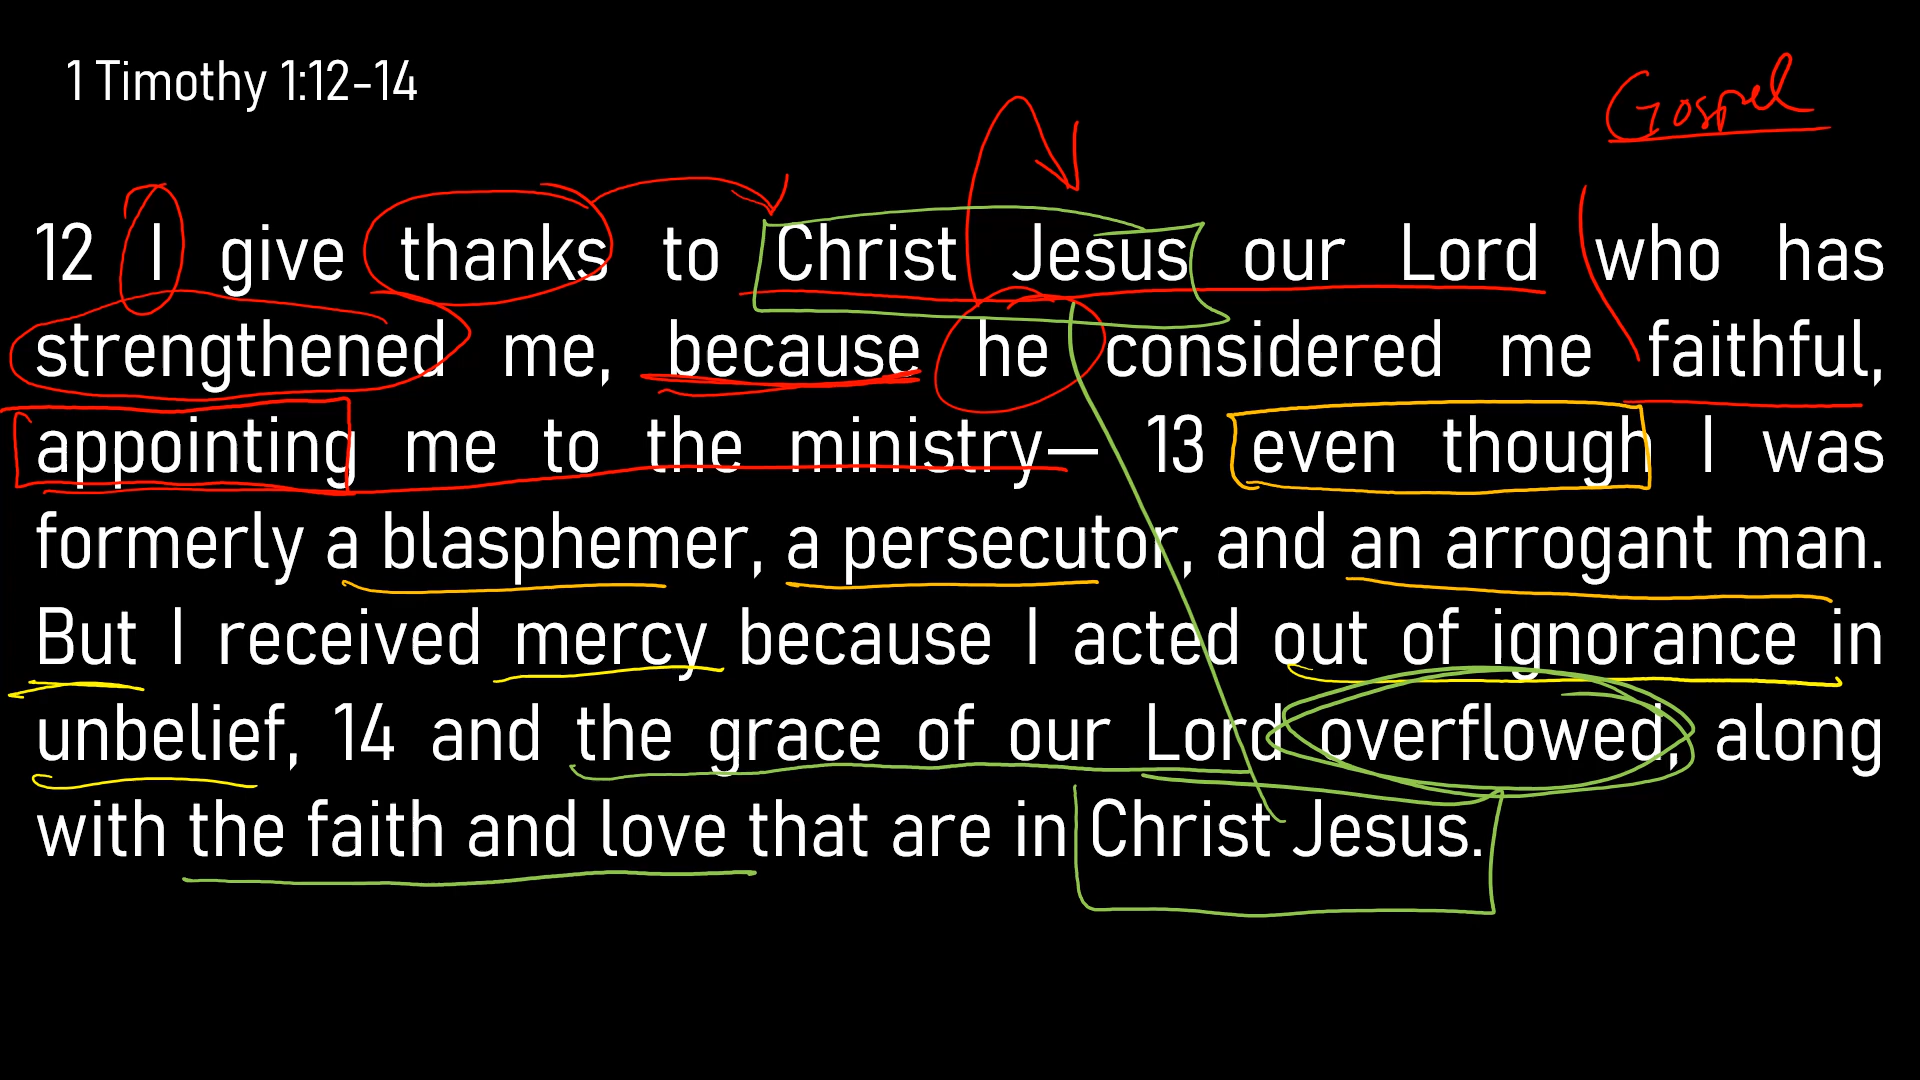 1 Timothy 1:12-14
Gospel
12 I give thanks to Christ Jesus our Lord who has
strengthened me, because he considered me faithful,
appointing me to the ministry— 13 even though I was
formerly a blasphemer, a persecutor, and an arrogant man.
But I received mercy because I acted out of ignorance in
unbelief, 14 and the grace of our Lord overflowed, along
with the faith and love that are in Christ Jesus.